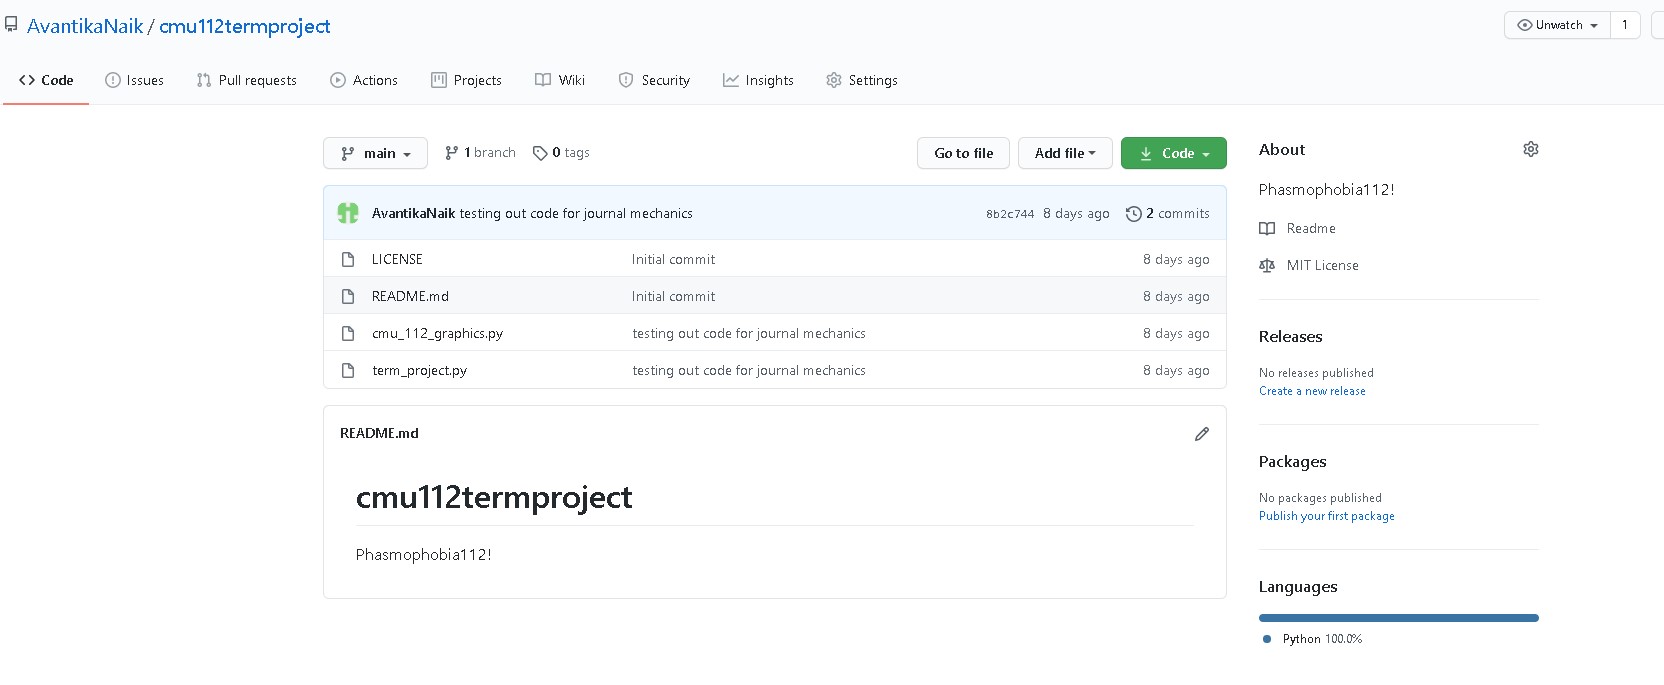 AvantikaNaik / cmu112termproject
Unwatch 1
Code Issues Pull requests Actions Projects Wiki Security Insights Settings
main 1 branch 0 tags Go to file Add file Code
AvantikaNaik testing out code for journal mechanics 8b2c744 8 days ago 2 commits
LICENSE Initial commit 8 days ago
README.md Initial commit 8 days ago
cmu_112_graphics.py testing out code for journal mechanics 8 days ago
term_project.py testing out code for journal mechanics 8 days ago
README.md
cmu112termproject
Phasmophobia112!
About
Phasmophobia112!
Readme
MIT License
Releases
No releases published
Create a new release
Packages
No packages published
Publish your first package
Languages
Python 100.0%